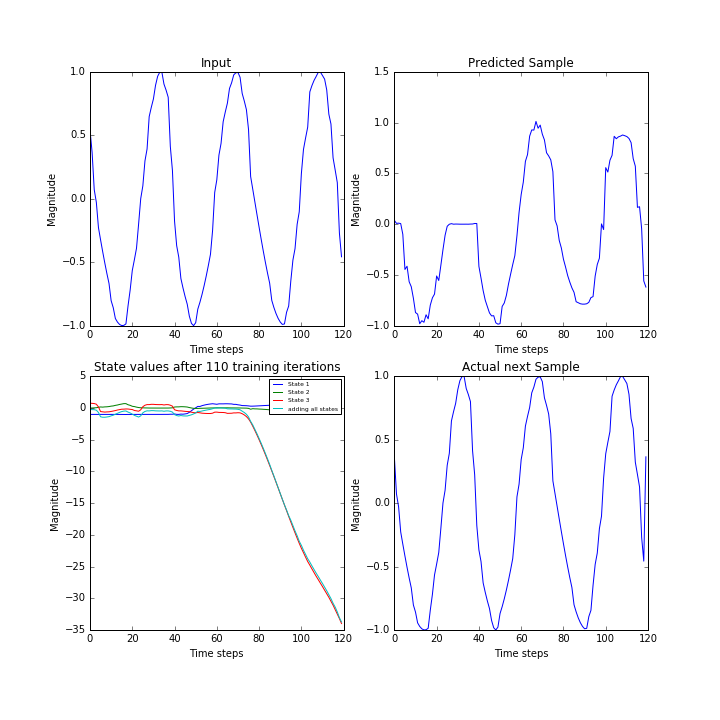 Input
Magnitude
1.0
0.5
0.0
−0.5
−1.0
0 20 40 60 80 100 120
Time steps
Predicted Sample
Magnitude
1.5
1.0
0.5
0.0
−0.5
−1.0
0 20 40 60 80 100 120
Time steps
State values after 110 training iterations
Magnitude
5
0
−5
−10
−15
−20
−25
−30
−35
State 1
State 2
State 3
adding all states
0 20 40 60 80 100 120
Time steps
Actual next Sample
Magnitude
1.0
0.5
0.0
−0.5
−1.0
0 20 40 60 80 100 120
Time steps